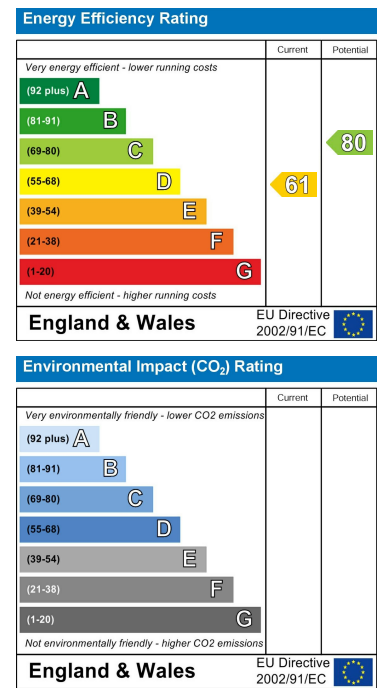 Energy Efficiency Rating
Current Potential
Very energy efficient - lower running costs
(92 plus) A
(81-91) B
(69-80) C
80
(55-68) D
61
(39-54) E
(21-38) F
(1-20) G
Not energy efficient - higher running costs
England & Wales
EU Directive
2002/91/EC
Environmental Impact (CO₂) Rating
Current Potential
Very environmentally friendly - lower CO2 emissions
(92 plus) A
(81-91) B
(69-80) C
(55-68) D
(39-54) E
(21-38) F
(1-20) G
Not environmentally friendly - higher CO2 emissions
England & Wales
EU Directive
2002/91/EC